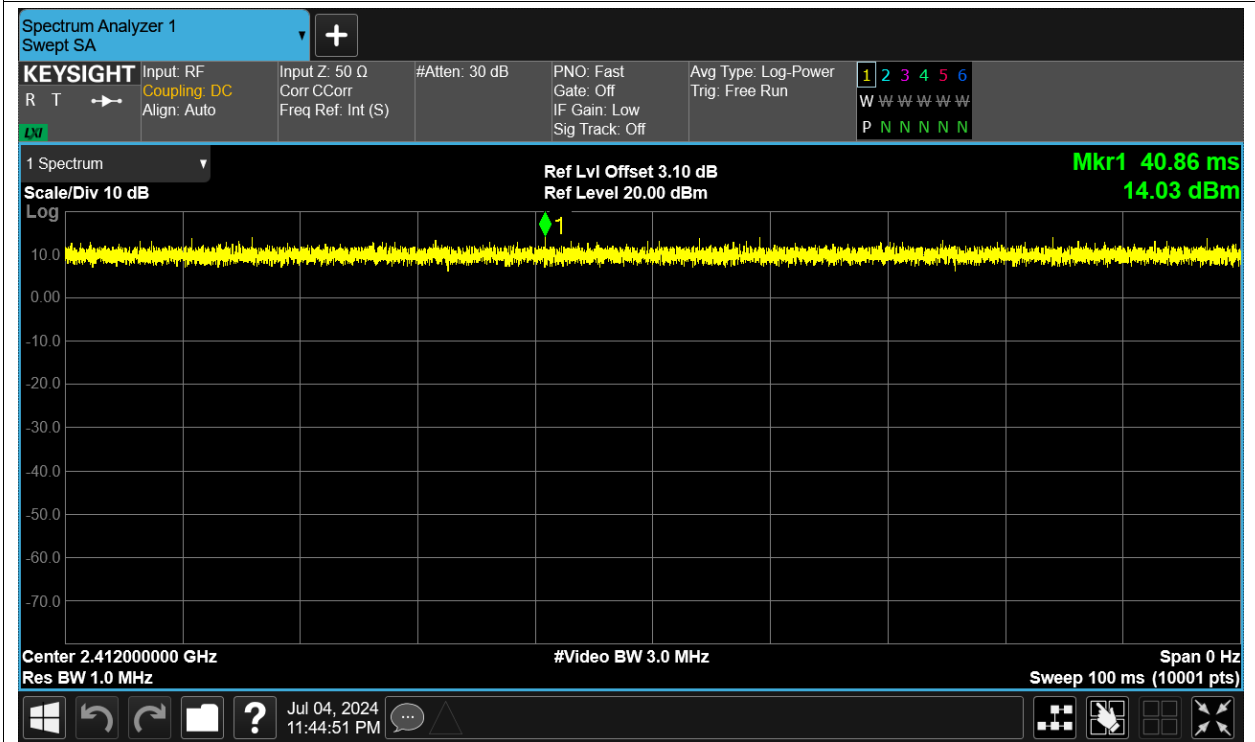 Spectrum Analyzer 1
Swept SA
+
KEYSIGHT
R T
LXI
Input: RF
Coupling: DC
Align: Auto
Input Z: 50 Ω
Corr CCorr
Freq Ref: Int (S)
#Atten: 30 dB
PNO: Fast
Gate: Off
IF Gain: Low
Sig Track: Off
Avg Type: Log-Power
Trig: Free Run
1 2 3 4 5 6
W W W W W W
P N N N N N
1 Spectrum
Scale/Div 10 dB
Ref Lvl Offset 3.10 dB
Ref Level 20.00 dBm
Mkr1 40.86 ms
14.03 dBm
Log
1
10.0
0.00
-10.0
-20.0
-30.0
-40.0
-50.0
-60.0
-70.0
Center 2.412000000 GHz
Res BW 1.0 MHz
#Video BW 3.0 MHz
Span 0 Hz
Sweep 100 ms (10001 pts)
?
Jul 04, 2024
11:44:51 PM